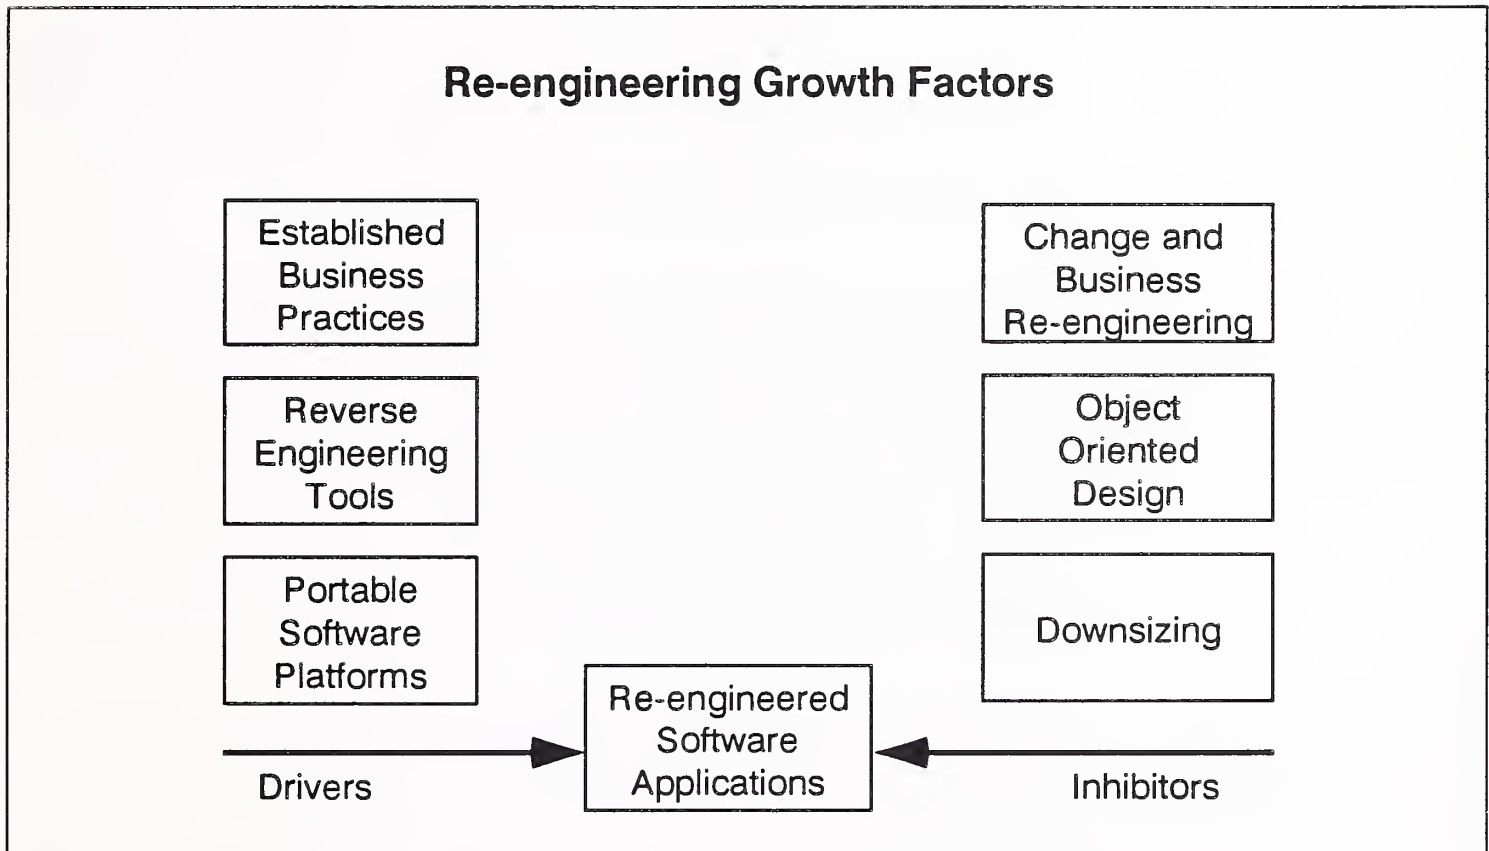 Re-engineering Growth Factors
Established
Business
Practices
Reverse
Engineering
Tools
Portable
Software
Platforms
Change and
Business
Re-engineering
Object
Oriented
Design
Downsizing
Re-engineered
Software
Applications
Drivers
Inhibitors